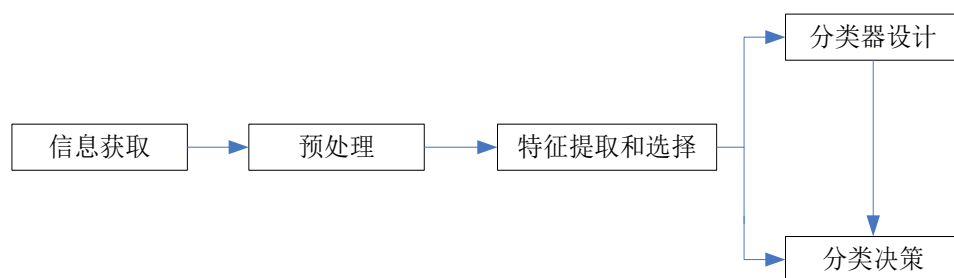 分类器设计
信息获取
预处理
特征提取和选择
分类决策